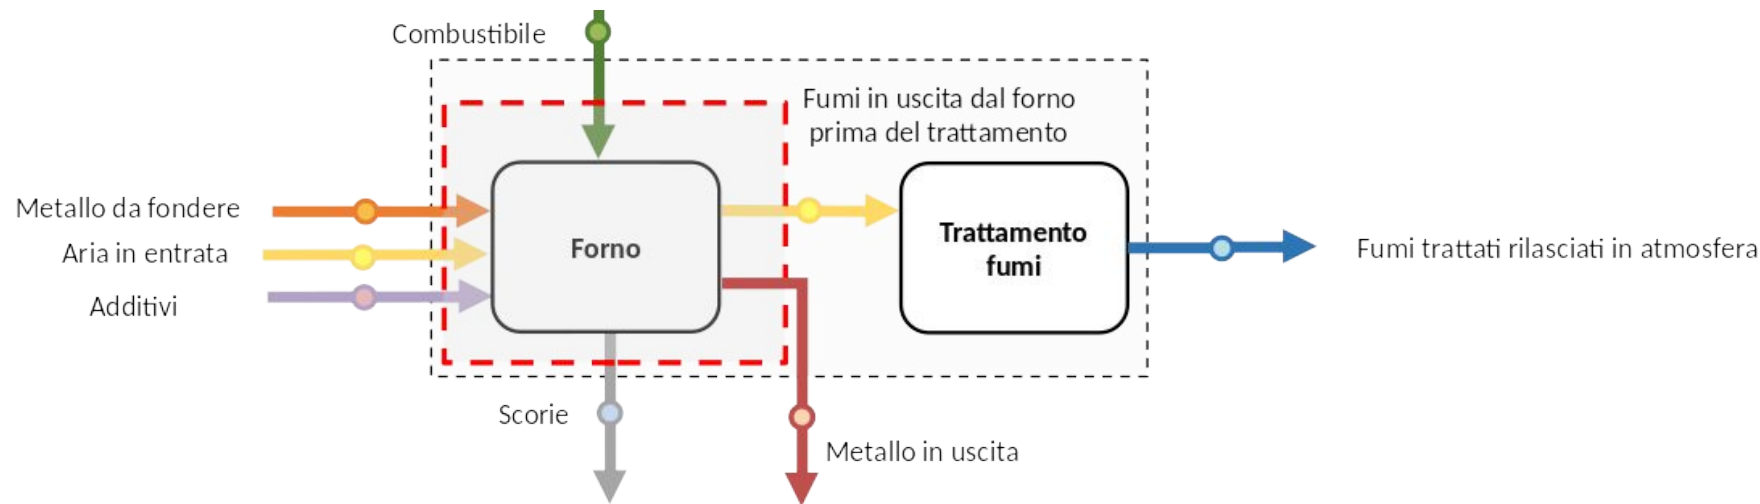 Combustibile
Fumi in uscita dal forno
prima del trattamento
Metallo da fondere
Aria in entrata
Additivi
Forno
Trattamento
fumi
Fumi trattati rilasciati in atmosfera
Scorie
Metallo in uscita